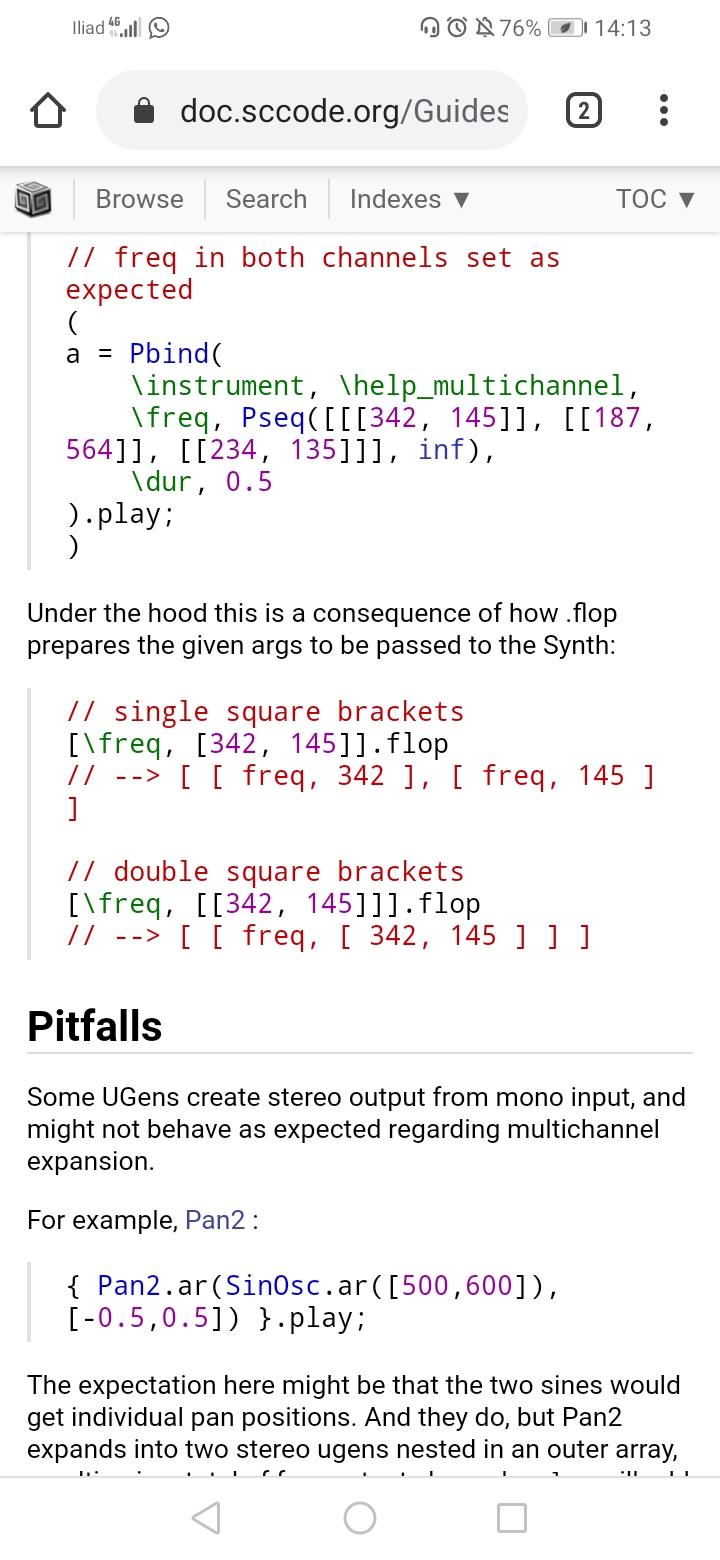 Iliad 4G 76% 14:13
doc.sccode.org/Guides 2
Browse Search Indexes ▼ TOC ▼
// freq in both channels set as
expected
(
a = Pbind(
\instrument, \help_multichannel,
\freq, Pseq([[[342, 145]], [[187,
564]], [[234, 135]]], inf),
\dur, 0.5
).play;
)
Under the hood this is a consequence of how .flop
prepares the given args to be passed to the Synth:
// single square brackets
[\freq, [342, 145]].flop
// --> [ [ freq, 342 ], [ freq, 145 ]
]
// double square brackets
[\freq, [[342, 145]]].flop
// --> [ [ freq, [ 342, 145 ] ] ]
Pitfalls
Some UGens create stereo output from mono input, and
might not behave as expected regarding multichannel
expansion.
For example, Pan2 :
{ Pan2.ar(SinOsc.ar([500,600]),
[-0.5,0.5]) }.play;
The expectation here might be that the two sines would
get individual pan positions. And they do, but Pan2
expands into two stereo ugens nested in an outer array,